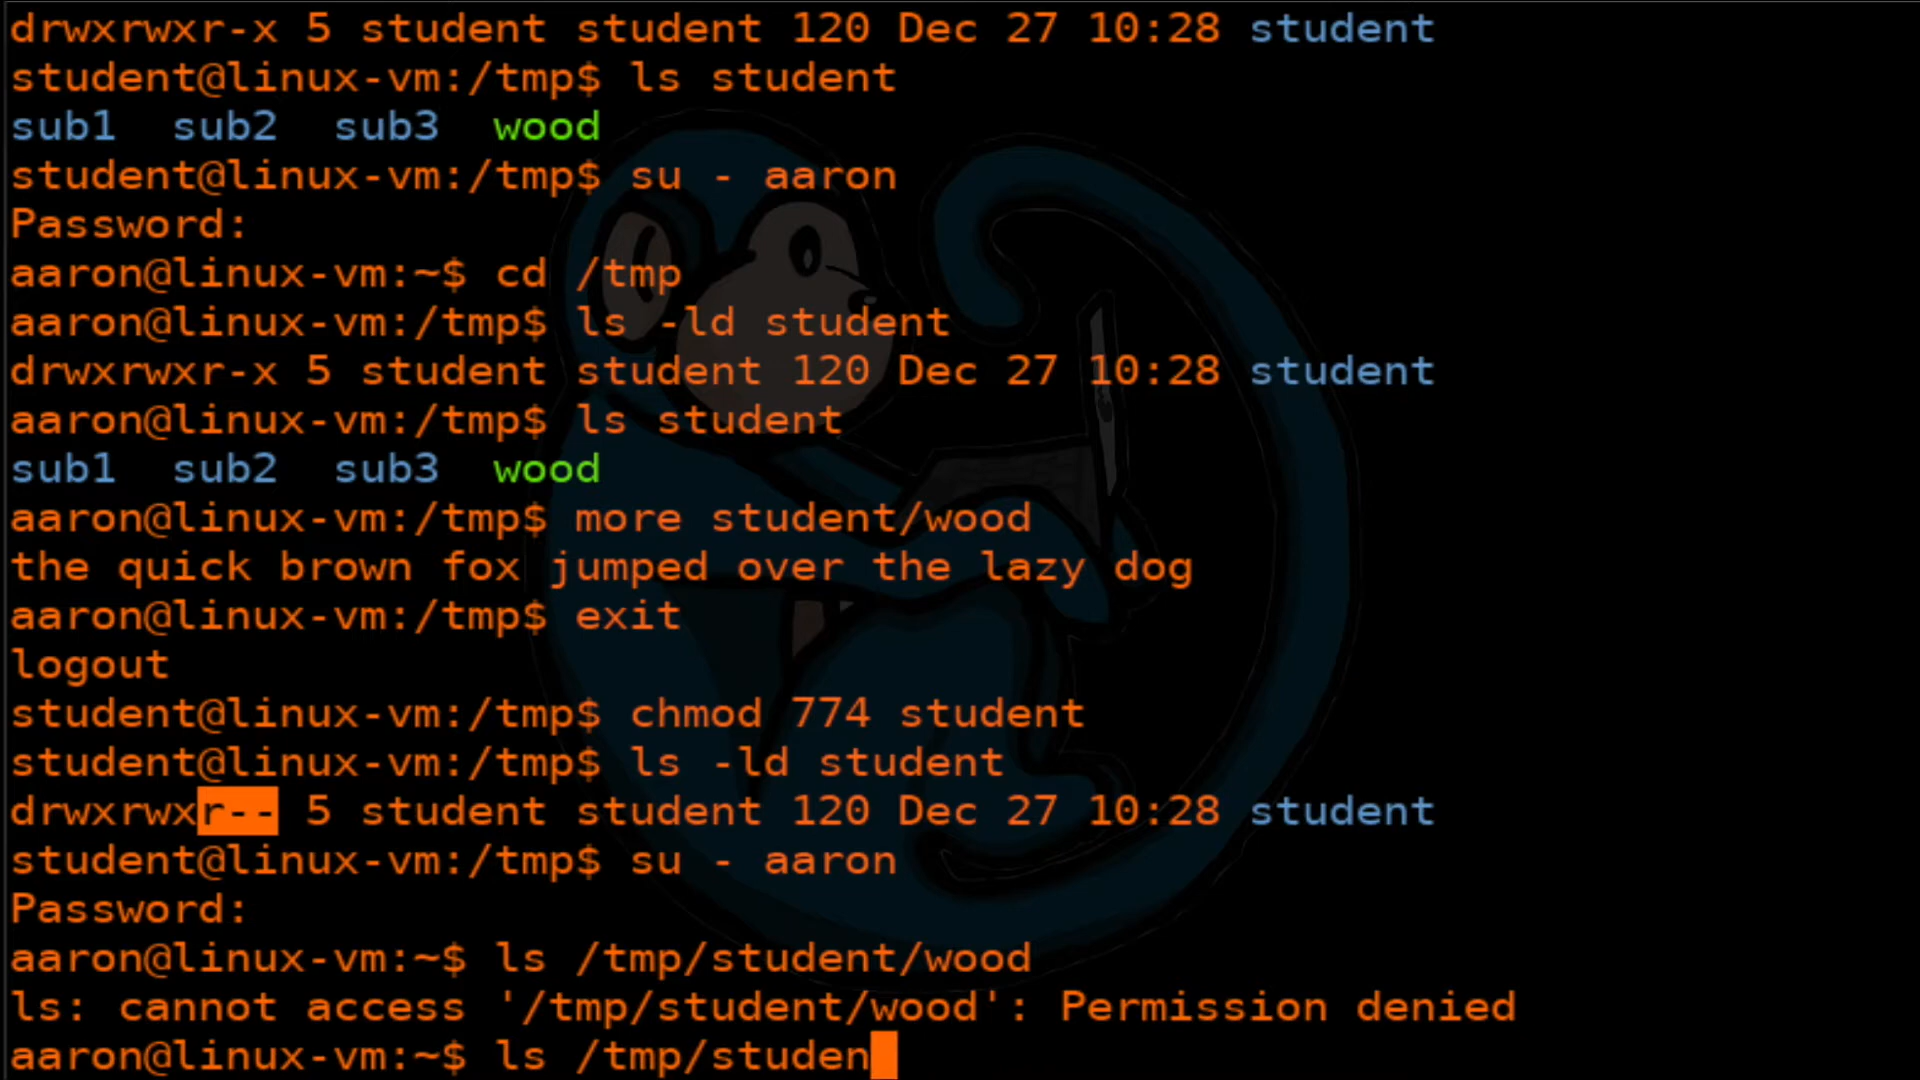 drwxrwxr-x 5 student student 120 Dec 27 10:28 student
student@linux-vm:/tmp$ ls student
sub1  sub2  sub3  wood
student@linux-vm:/tmp$ su - aaron
Password:
aaron@linux-vm:~$ cd /tmp
aaron@linux-vm:/tmp$ ls -ld student
drwxrwxr-x 5 student student 120 Dec 27 10:28 student
aaron@linux-vm:/tmp$ ls student
sub1  sub2  sub3  wood
aaron@linux-vm:/tmp$ more student/wood
the quick brown fox jumped over the lazy dog
aaron@linux-vm:/tmp$ exit
logout
student@linux-vm:/tmp$ chmod 774 student
student@linux-vm:/tmp$ ls -ld student
drwxrwxr-- 5 student student 120 Dec 27 10:28 student
student@linux-vm:/tmp$ su - aaron
Password:
aaron@linux-vm:~$ ls /tmp/student/wood
ls: cannot access '/tmp/student/wood': Permission denied
aaron@linux-vm:~$ ls /tmp/studen